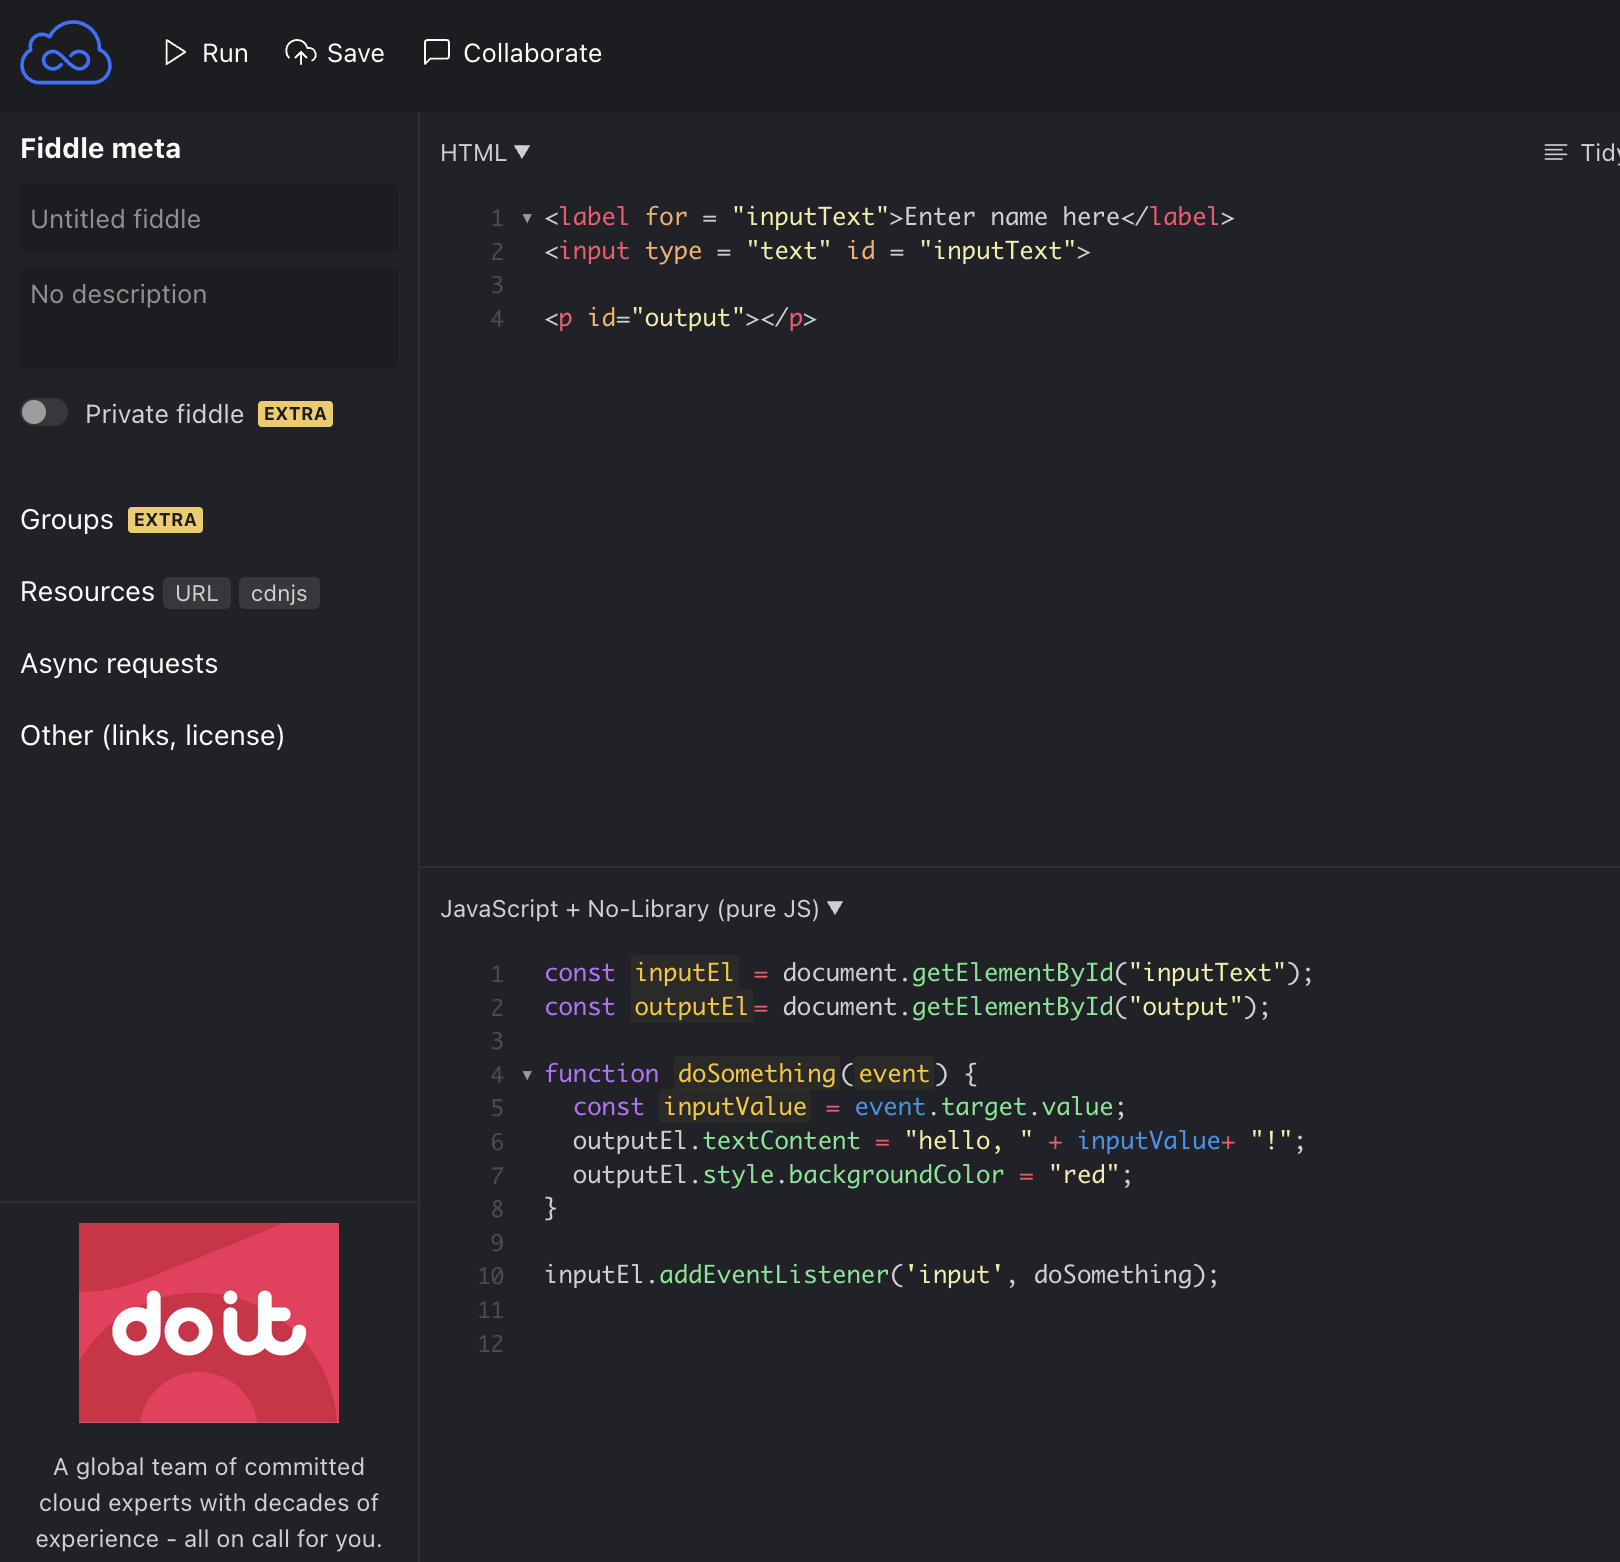 Run Save Collaborate
Fiddle meta
Untitled fiddle
No description
Private fiddle EXTRA
Groups EXTRA
Resources URL cdnjs
Async requests
Other (links, license)
doit
A global team of committed
cloud experts with decades of
experience - all on call for you.
HTML ▼ Tidy
1 ▼ <label for = "inputText">Enter name here</label>
2 <input type = "text" id = "inputText">
3
4 <p id="output"></p>
JavaScript + No-Library (pure JS) ▼
1 const inputEl = document.getElementById("inputText");
2 const outputEl= document.getElementById("output");
3
4 ▼ function doSomething(event) {
5 const inputValue = event.target.value;
6 outputEl.textContent = "hello, " + inputValue+ "!";
7 outputEl.style.backgroundColor = "red";
8 }
9
10 inputEl.addEventListener('input', doSomething);
11
12